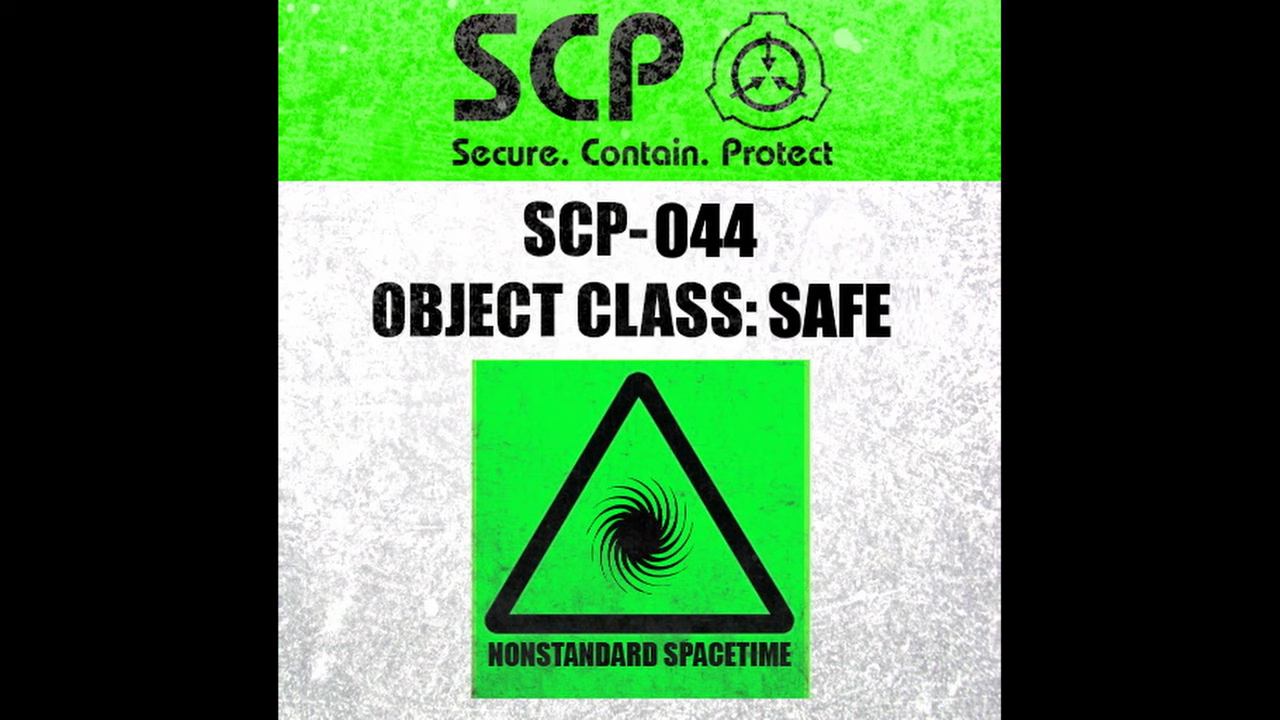 SCP
Secure. Contain. Protect
SCP-044
OBJECT CLASS: SAFE
NONSTANDARD SPACETIME